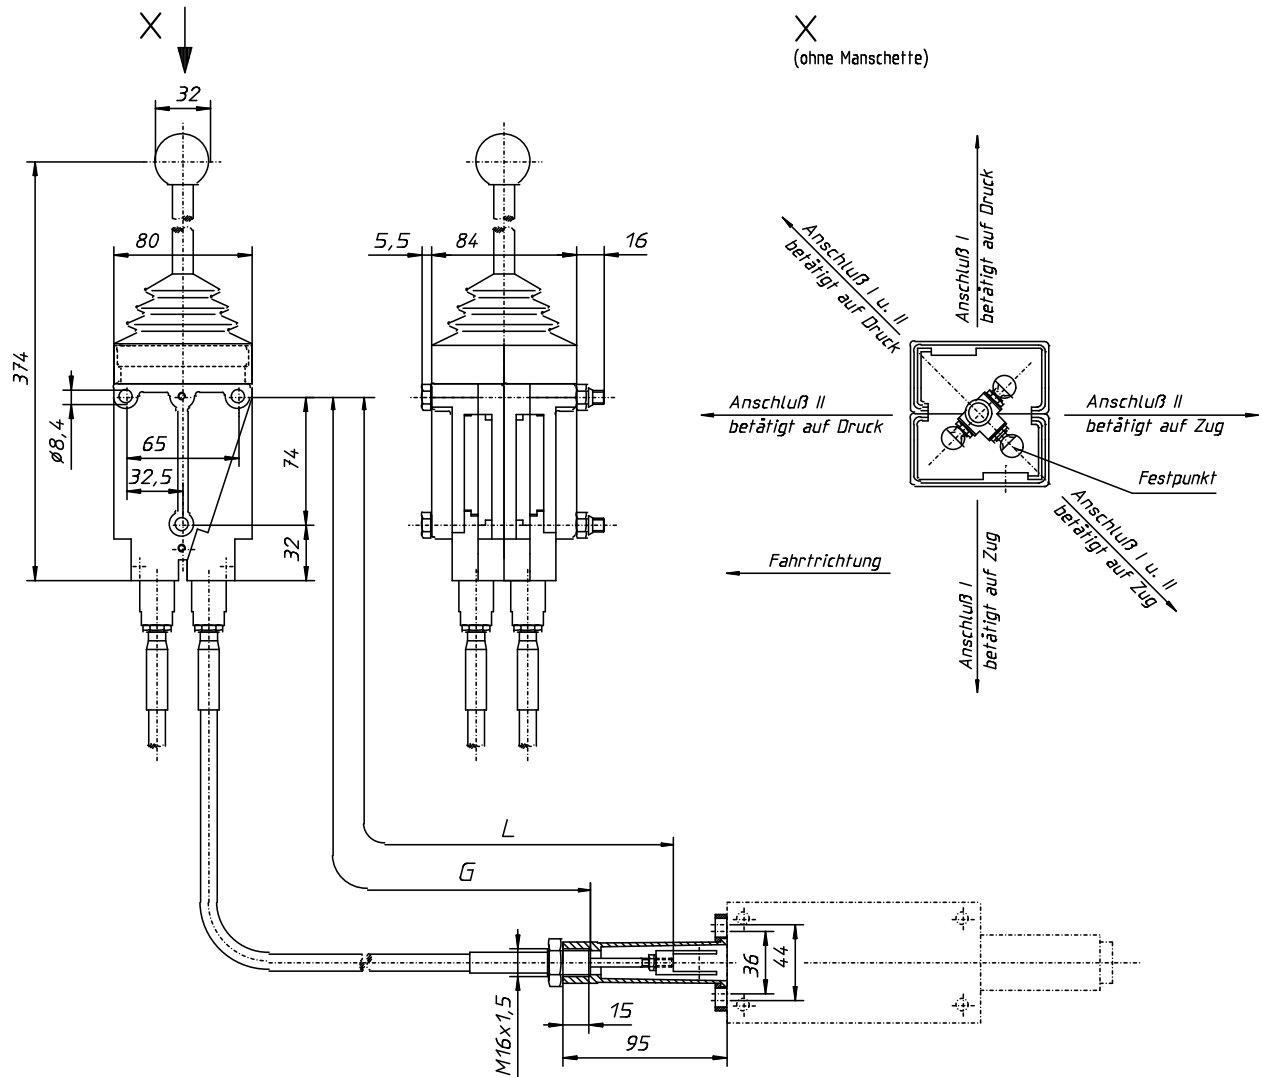 X
X
(ohne Manschette)
32
80
5,5
84
16
374
ø8,4
65
32,5
74
32
Anschluß I
betätigt auf Druck
Anschluß I u. II
betätigt auf Druck
Anschluß II
betätigt auf Druck
Anschluß II
betätigt auf Zug
Festpunkt
Anschluß I u. II
betätigt auf Zug
Fahrtrichtung
Anschluß I
betätigt auf Zug
L
G
36
44
M16x1,5
15
95